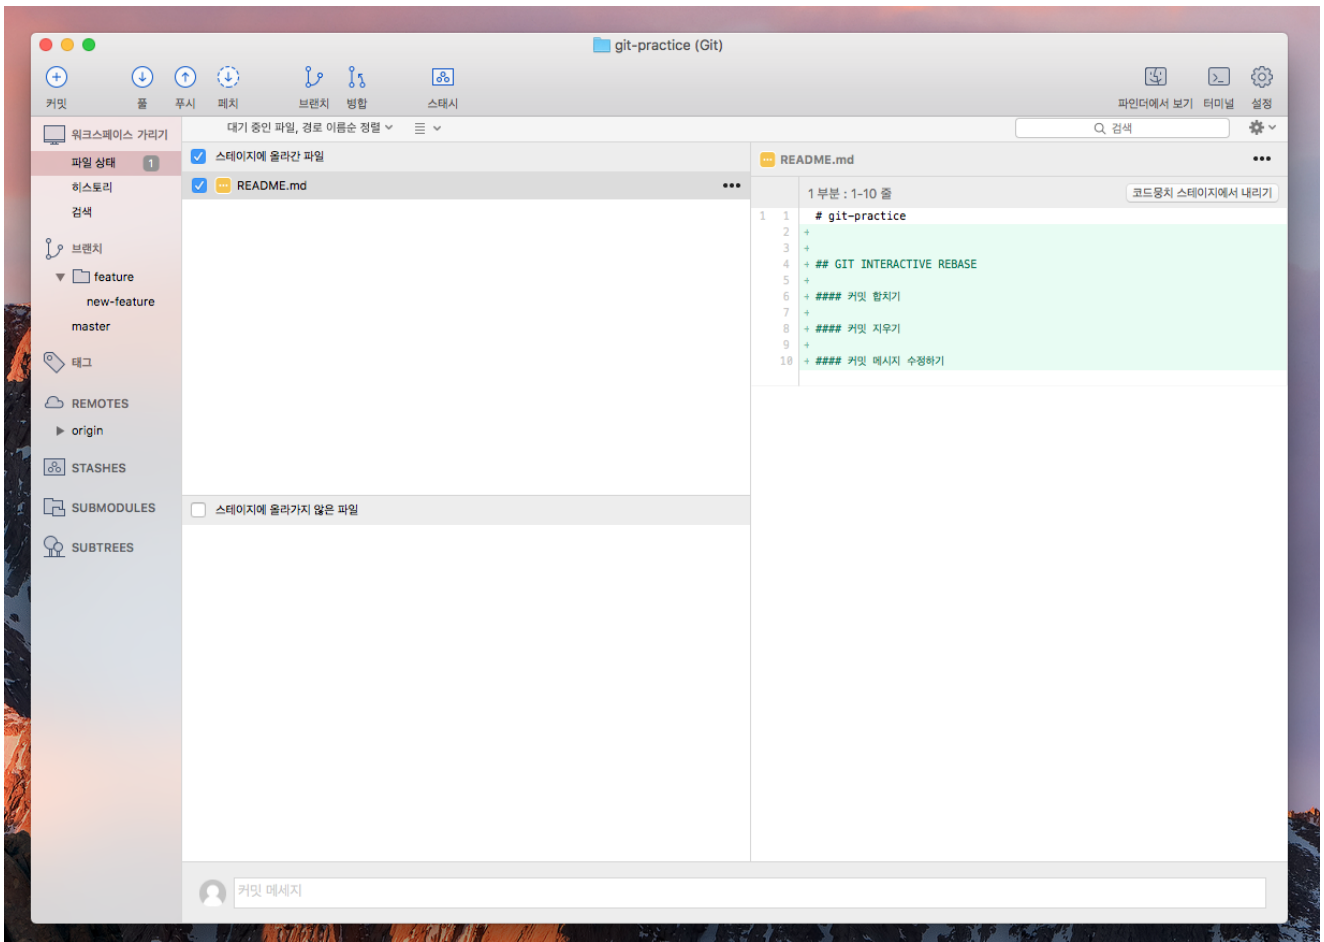 git-practice (Git)
커밋 풀 푸시 페치 브랜치 병합 스태시 파인더에서 보기 터미널 설정
워크스페이스 가리기
파일 상태 1
히스토리
검색
브랜치
feature
new-feature
master
태그
REMOTES
origin
STASHES
SUBMODULES
SUBTREES
대기 중인 파일, 경로 이름순 정렬
검색
스테이지에 올라간 파일
README.md
스테이지에 올라가지 않은 파일
README.md
1 부분 : 1-10 줄
코드뭉치 스테이지에서 내리기
1 1 # git-practice
2 +
3 +
4 + ## GIT INTERACTIVE REBASE
5 +
6 + #### 커밋 합치기
7 +
8 + #### 커밋 지우기
9 +
10 + #### 커밋 메시지 수정하기
커밋 메세지